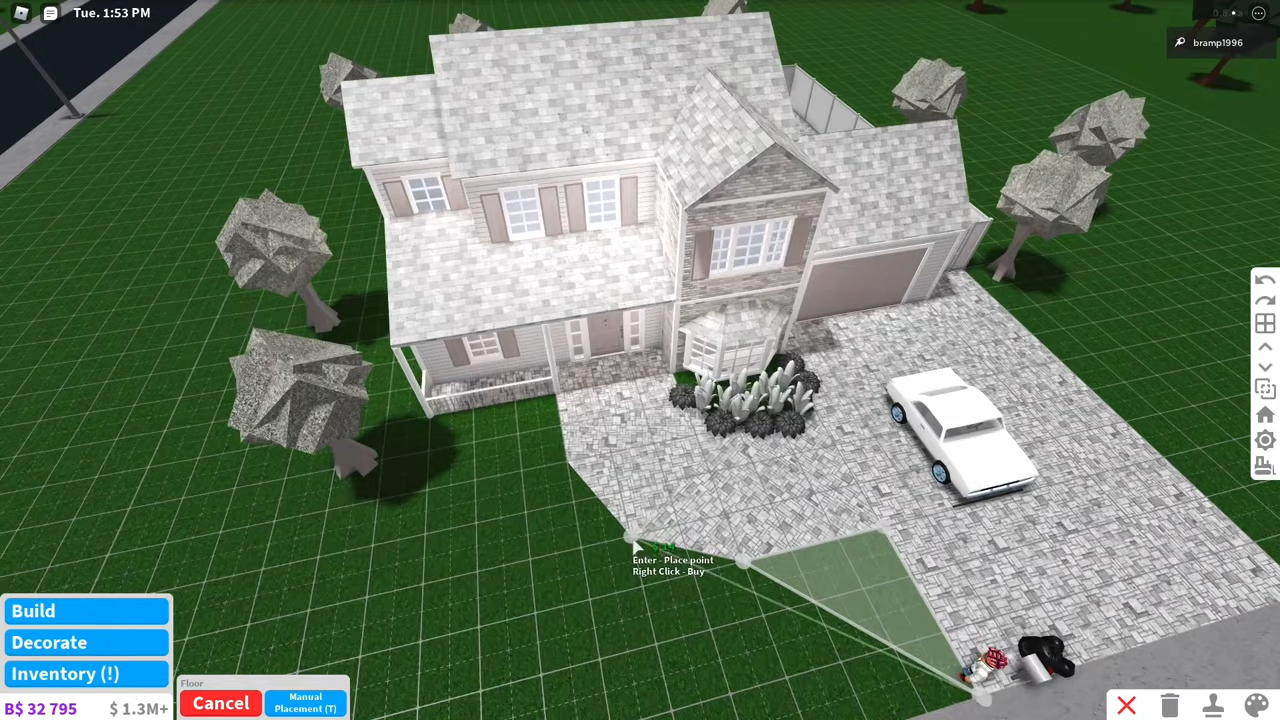 Tue. 1:53 PM
bramp1996
Enter - Place point
Right Click - Buy
Build
Decorate
Inventory (!)
B$ 32 795
$ 1.3M+
Floor
Cancel
Manual
Placement (T)